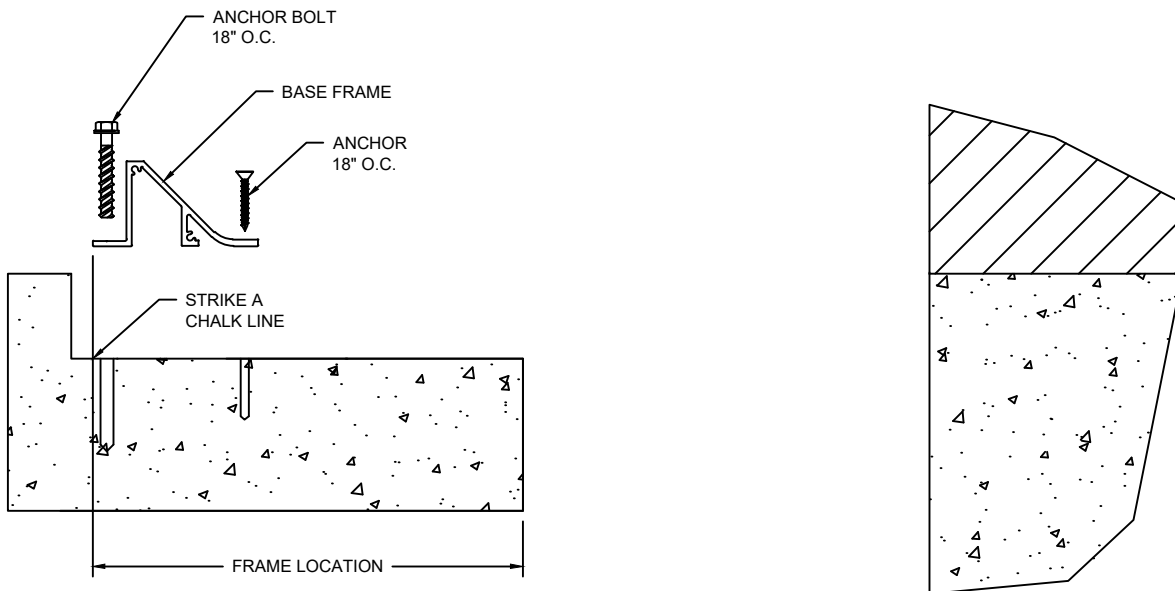 ANCHOR BOLT
18" O.C.
BASE FRAME
ANCHOR
18" O.C.
STRIKE A
CHALK LINE
FRAME LOCATION